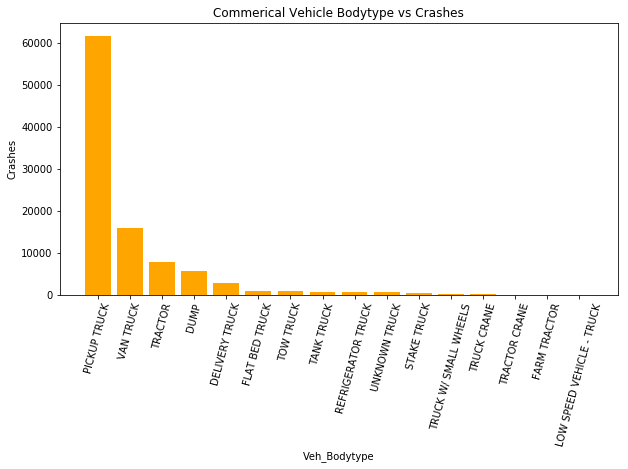 Commerical Vehicle Bodytype vs Crashes
Crashes
60000
50000
40000
30000
20000
10000
0
PICKUP TRUCK
VAN TRUCK
TRACTOR
DUMP
DELIVERY TRUCK
FLAT BED TRUCK
TOW TRUCK
TANK TRUCK
REFRIGERATOR TRUCK
UNKNOWN TRUCK
STAKE TRUCK
TRUCK W/ SMALL WHEELS
TRUCK CRANE
TRACTOR CRANE
FARM TRACTOR
LOW SPEED VEHICLE - TRUCK
Veh_Bodytype